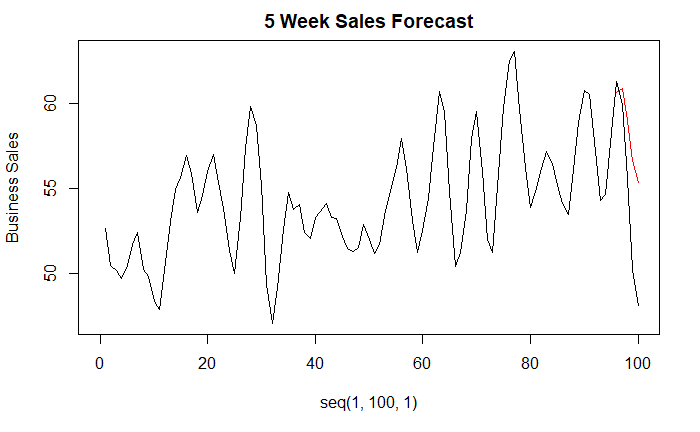 5 Week Sales Forecast
Business Sales
60
55
50
0 20 40 60 80 100
seq(1, 100, 1)